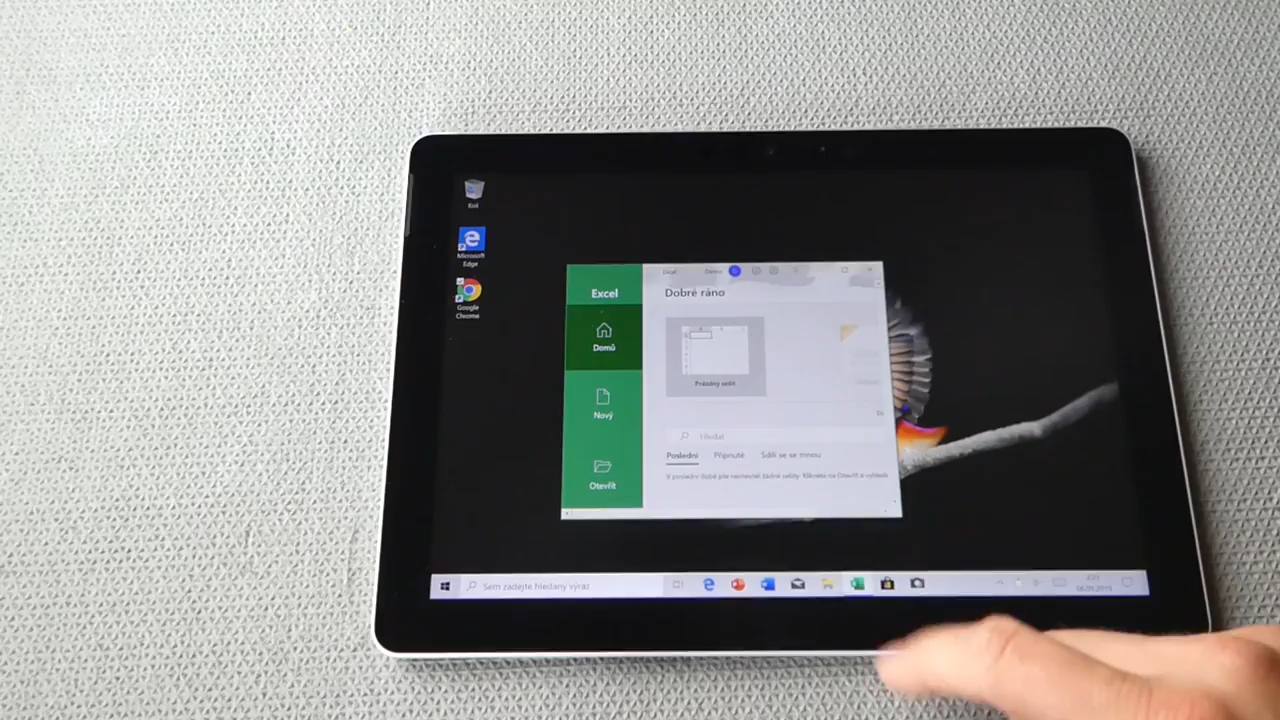 Koš
Microsoft
Edge
Google
Chrome
Excel
Excel
Dobré ráno
Domů
Prázdný sešit
Nový
Hledat
Poslední
Připnuté
Sdílí se se mnou
Otevřít
Sem zadejte hledaný výraz